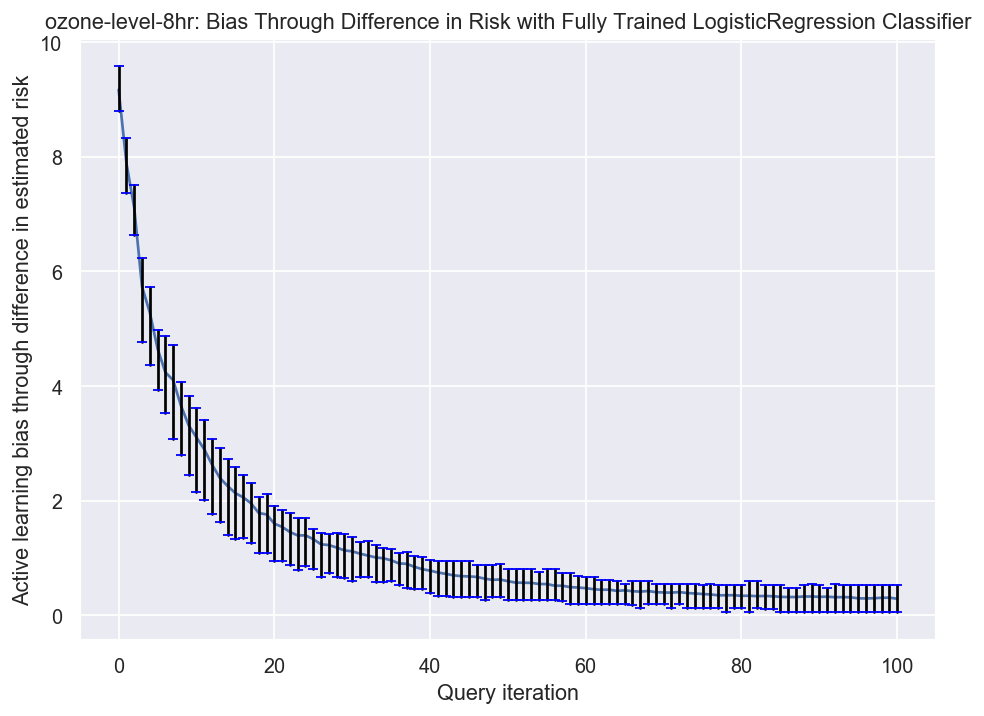 ozone-level-8hr: Bias Through Difference in Risk with Fully Trained LogisticRegression Classifier
Active learning bias through difference in estimated risk
10
8
6
4
2
0
0 20 40 60 80 100
Query iteration